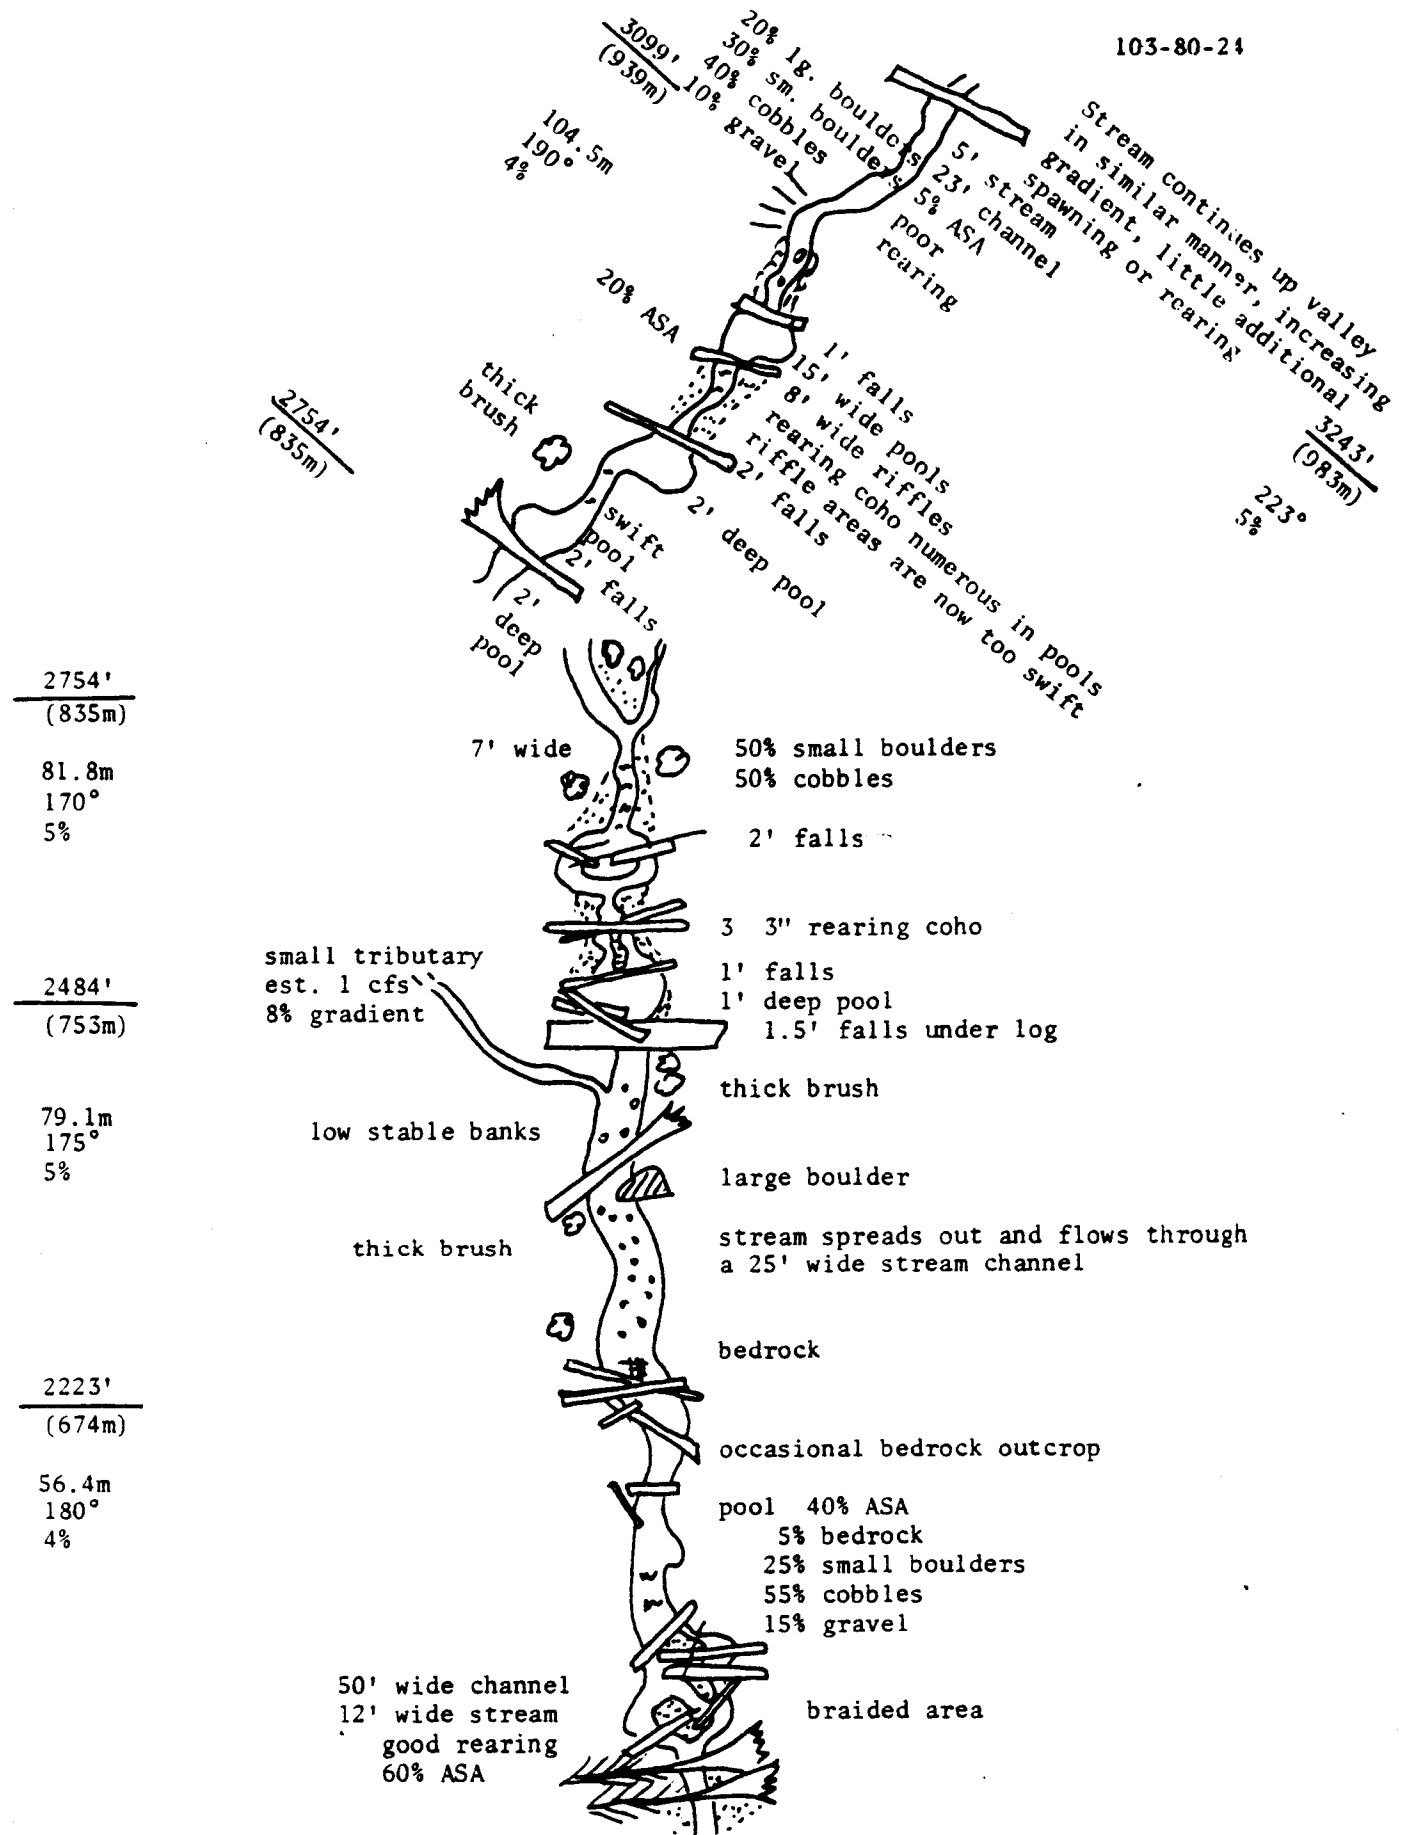 103-80-24
3099'
(939m)
20% lg. boulders
30% sm. boulders
40% cobbles
10% gravel
104.5m
190°
4%
5' stream
23' channel
5% ASA
poor
rearing
Stream continues up valley
in similar manner, increasing
gradient, little additional
spawning or rearing
3243'
(983m)
223°
5%
20% ASA
1' falls
15' wide pools
8' wide riffles
rearing coho numerous in pools
riffle areas are now too swift
2' falls
thick
brush
2754'
(835m)
2' deep pool
swift
pool
2' falls
2'
deep
pool
2754'
(835m)
7' wide
50% small boulders
50% cobbles
81.8m
170°
5%
2' falls
3 3" rearing coho
small tributary
est. 1 cfs
8% gradient
1' falls
1' deep pool
1.5' falls under log
2484'
(753m)
thick brush
79.1m
175°
5%
low stable banks
large boulder
stream spreads out and flows through
a 25' wide stream channel
thick brush
bedrock
2223'
(674m)
occasional bedrock outcrop
56.4m
180°
4%
pool 40% ASA
5% bedrock
25% small boulders
55% cobbles
15% gravel
50' wide channel
12' wide stream
good rearing
60% ASA
braided area